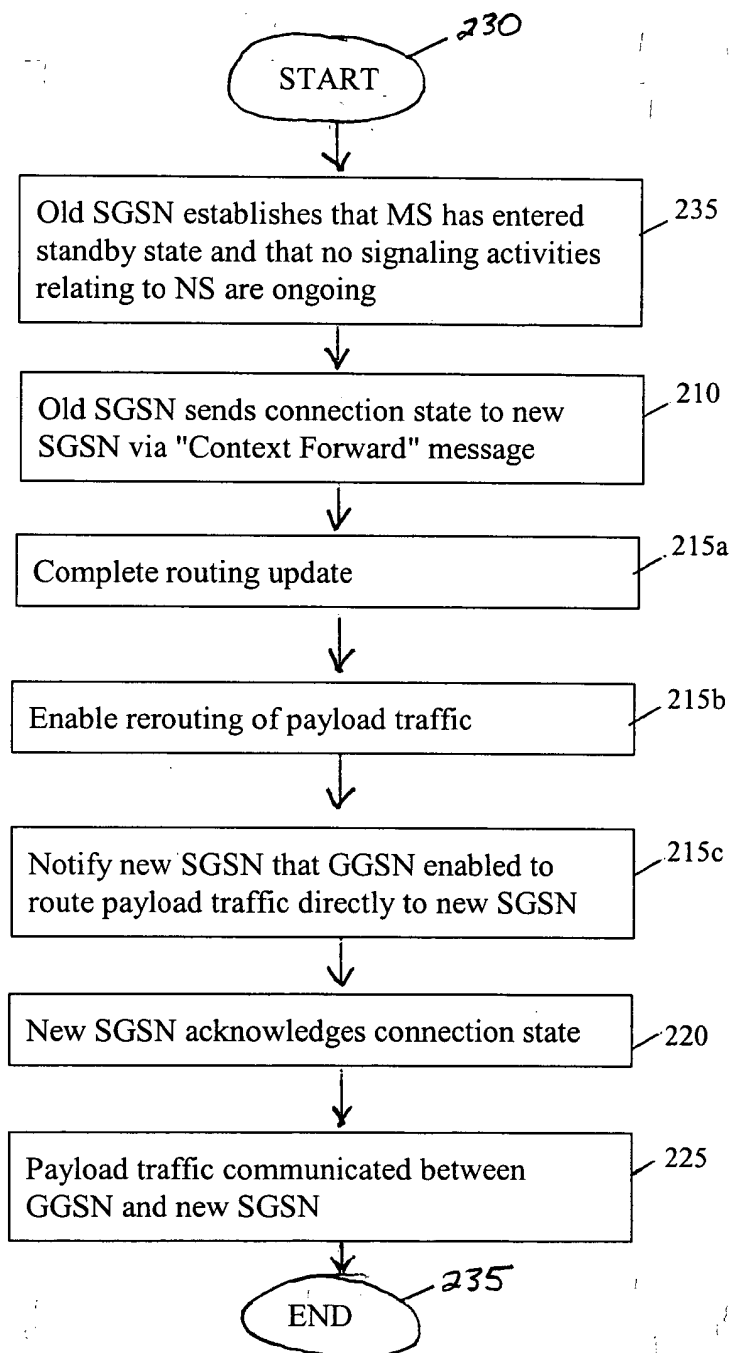 230
START
Old SGSN establishes that MS has entered
standby state and that no signaling activities
relating to NS are ongoing
235
Old SGSN sends connection state to new
SGSN via "Context Forward" message
210
Complete routing update
215a
Enable rerouting of payload traffic
215b
Notify new SGSN that GGSN enabled to
route payload traffic directly to new SGSN
215c
New SGSN acknowledges connection state
220
Payload traffic communicated between
GGSN and new SGSN
225
235
END